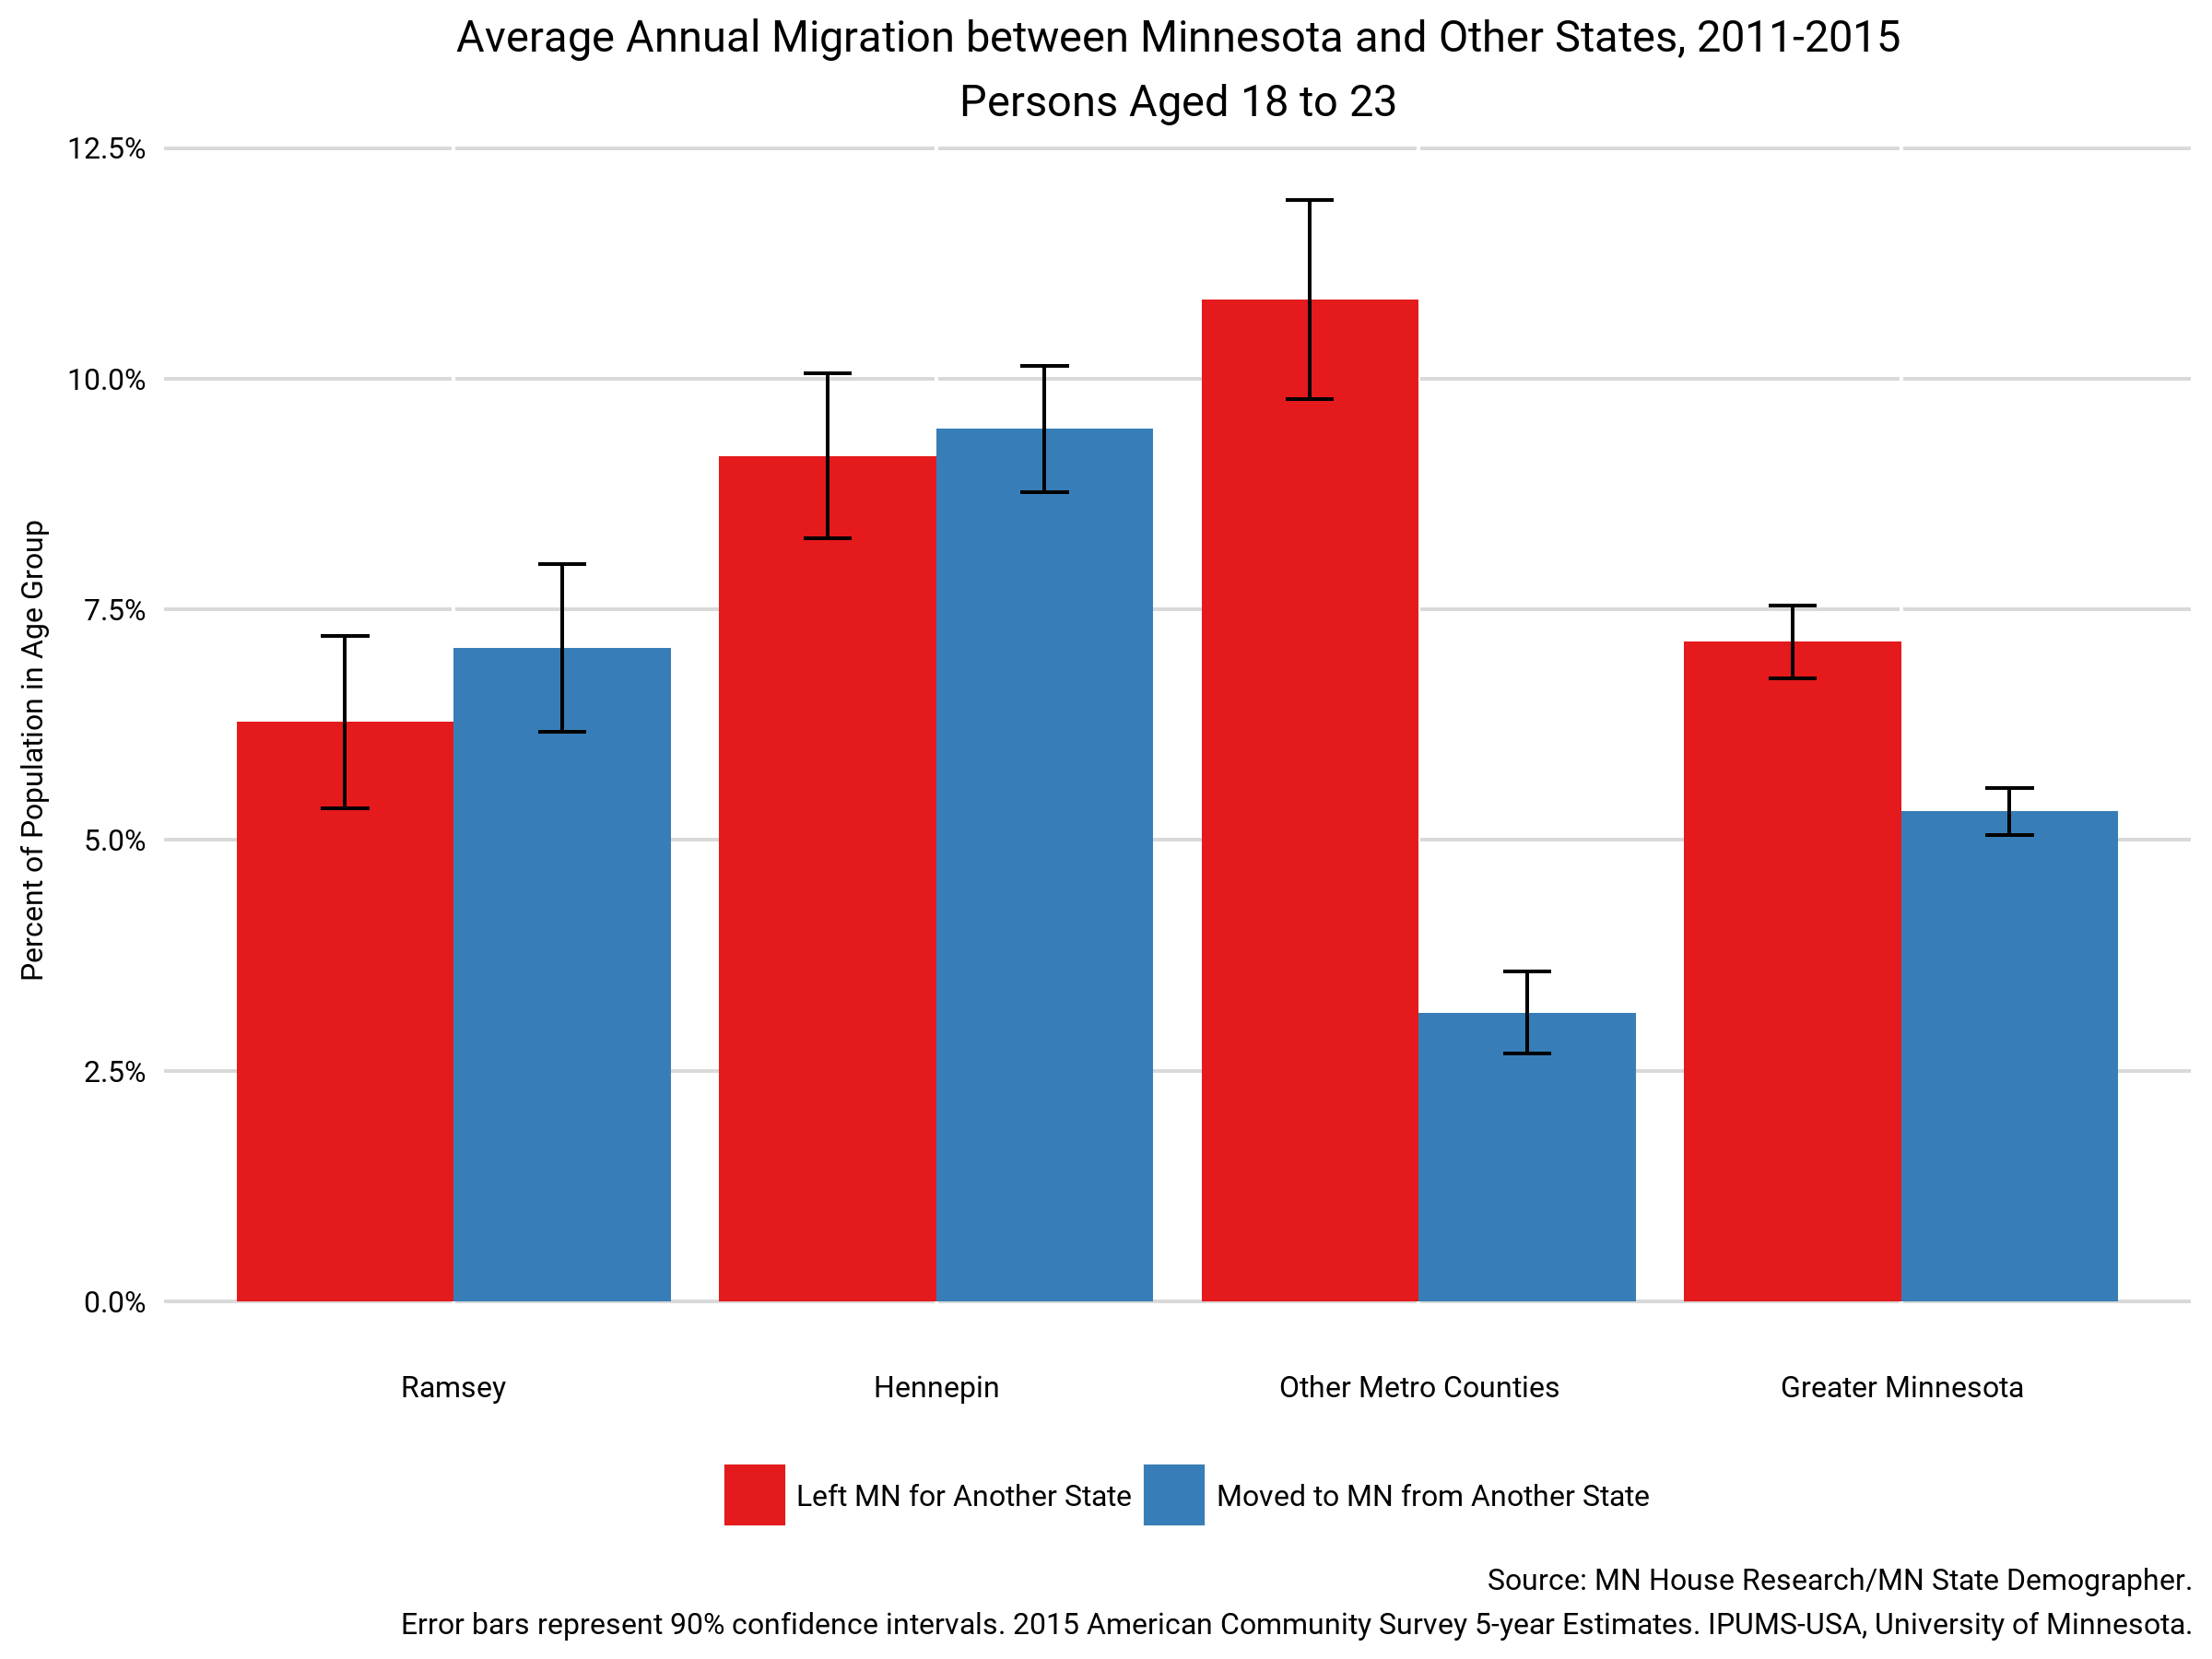 Average Annual Migration between Minnesota and Other States, 2011-2015
Persons Aged 18 to 23
12.5%
10.0%
7.5%
5.0%
2.5%
0.0%
Percent of Population in Age Group
Ramsey
Hennepin
Other Metro Counties
Greater Minnesota
Left MN for Another State
Moved to MN from Another State
Source: MN House Research/MN State Demographer.
Error bars represent 90% confidence intervals. 2015 American Community Survey 5-year Estimates. IPUMS-USA, University of Minnesota.